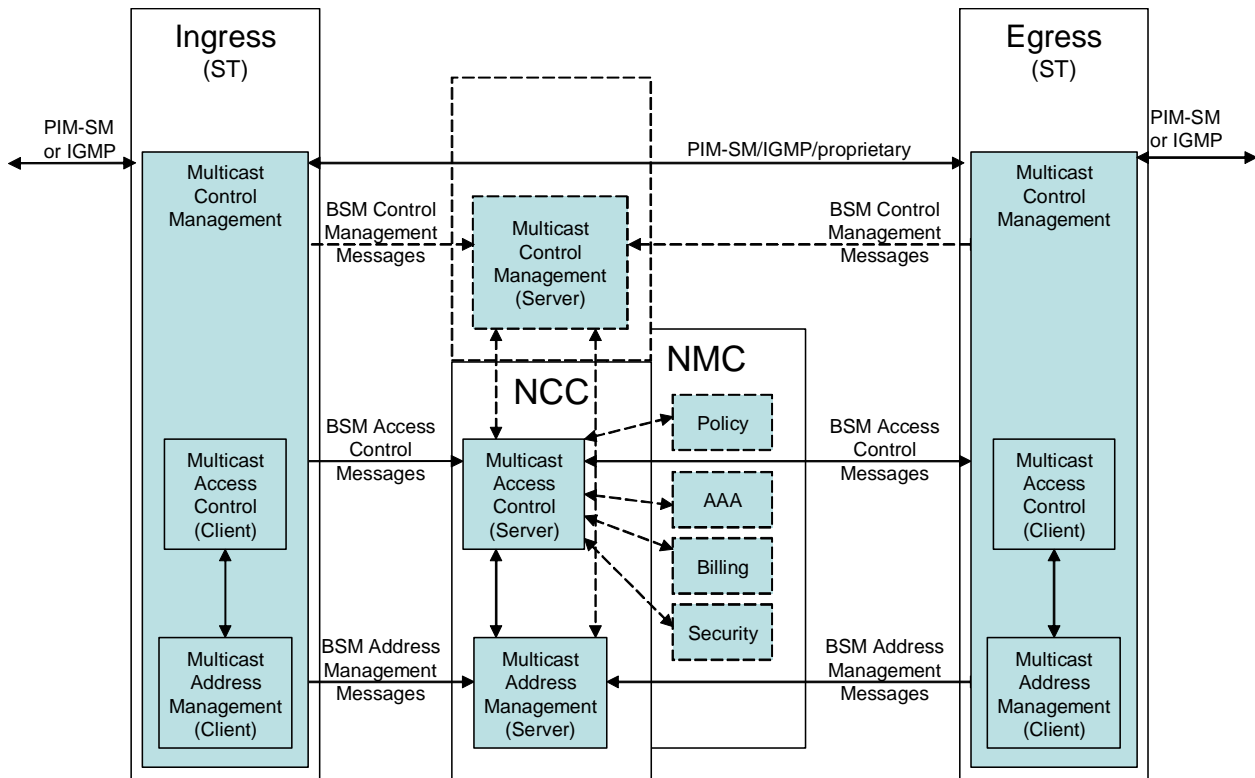 Ingress
(ST)
Egress
(ST)
PIM-SM
or IGMP
PIM-SM
or IGMP
PIM-SM/IGMP/proprietary
Multicast
Control
Management
BSM Control
Management
Messages
Multicast
Control
Management
(Server)
BSM Control
Management
Messages
Multicast
Control
Management
NCC
NMC
Policy
AAA
Billing
Security
BSM Access
Control
Messages
Multicast
Access
Control
(Client)
Multicast
Access
Control
(Server)
BSM Access
Control
Messages
Multicast
Access
Control
(Client)
Multicast
Address
Management
(Client)
BSM Address
Management
Messages
Multicast
Address
Management
(Server)
BSM Address
Management
Messages
Multicast
Address
Management
(Client)